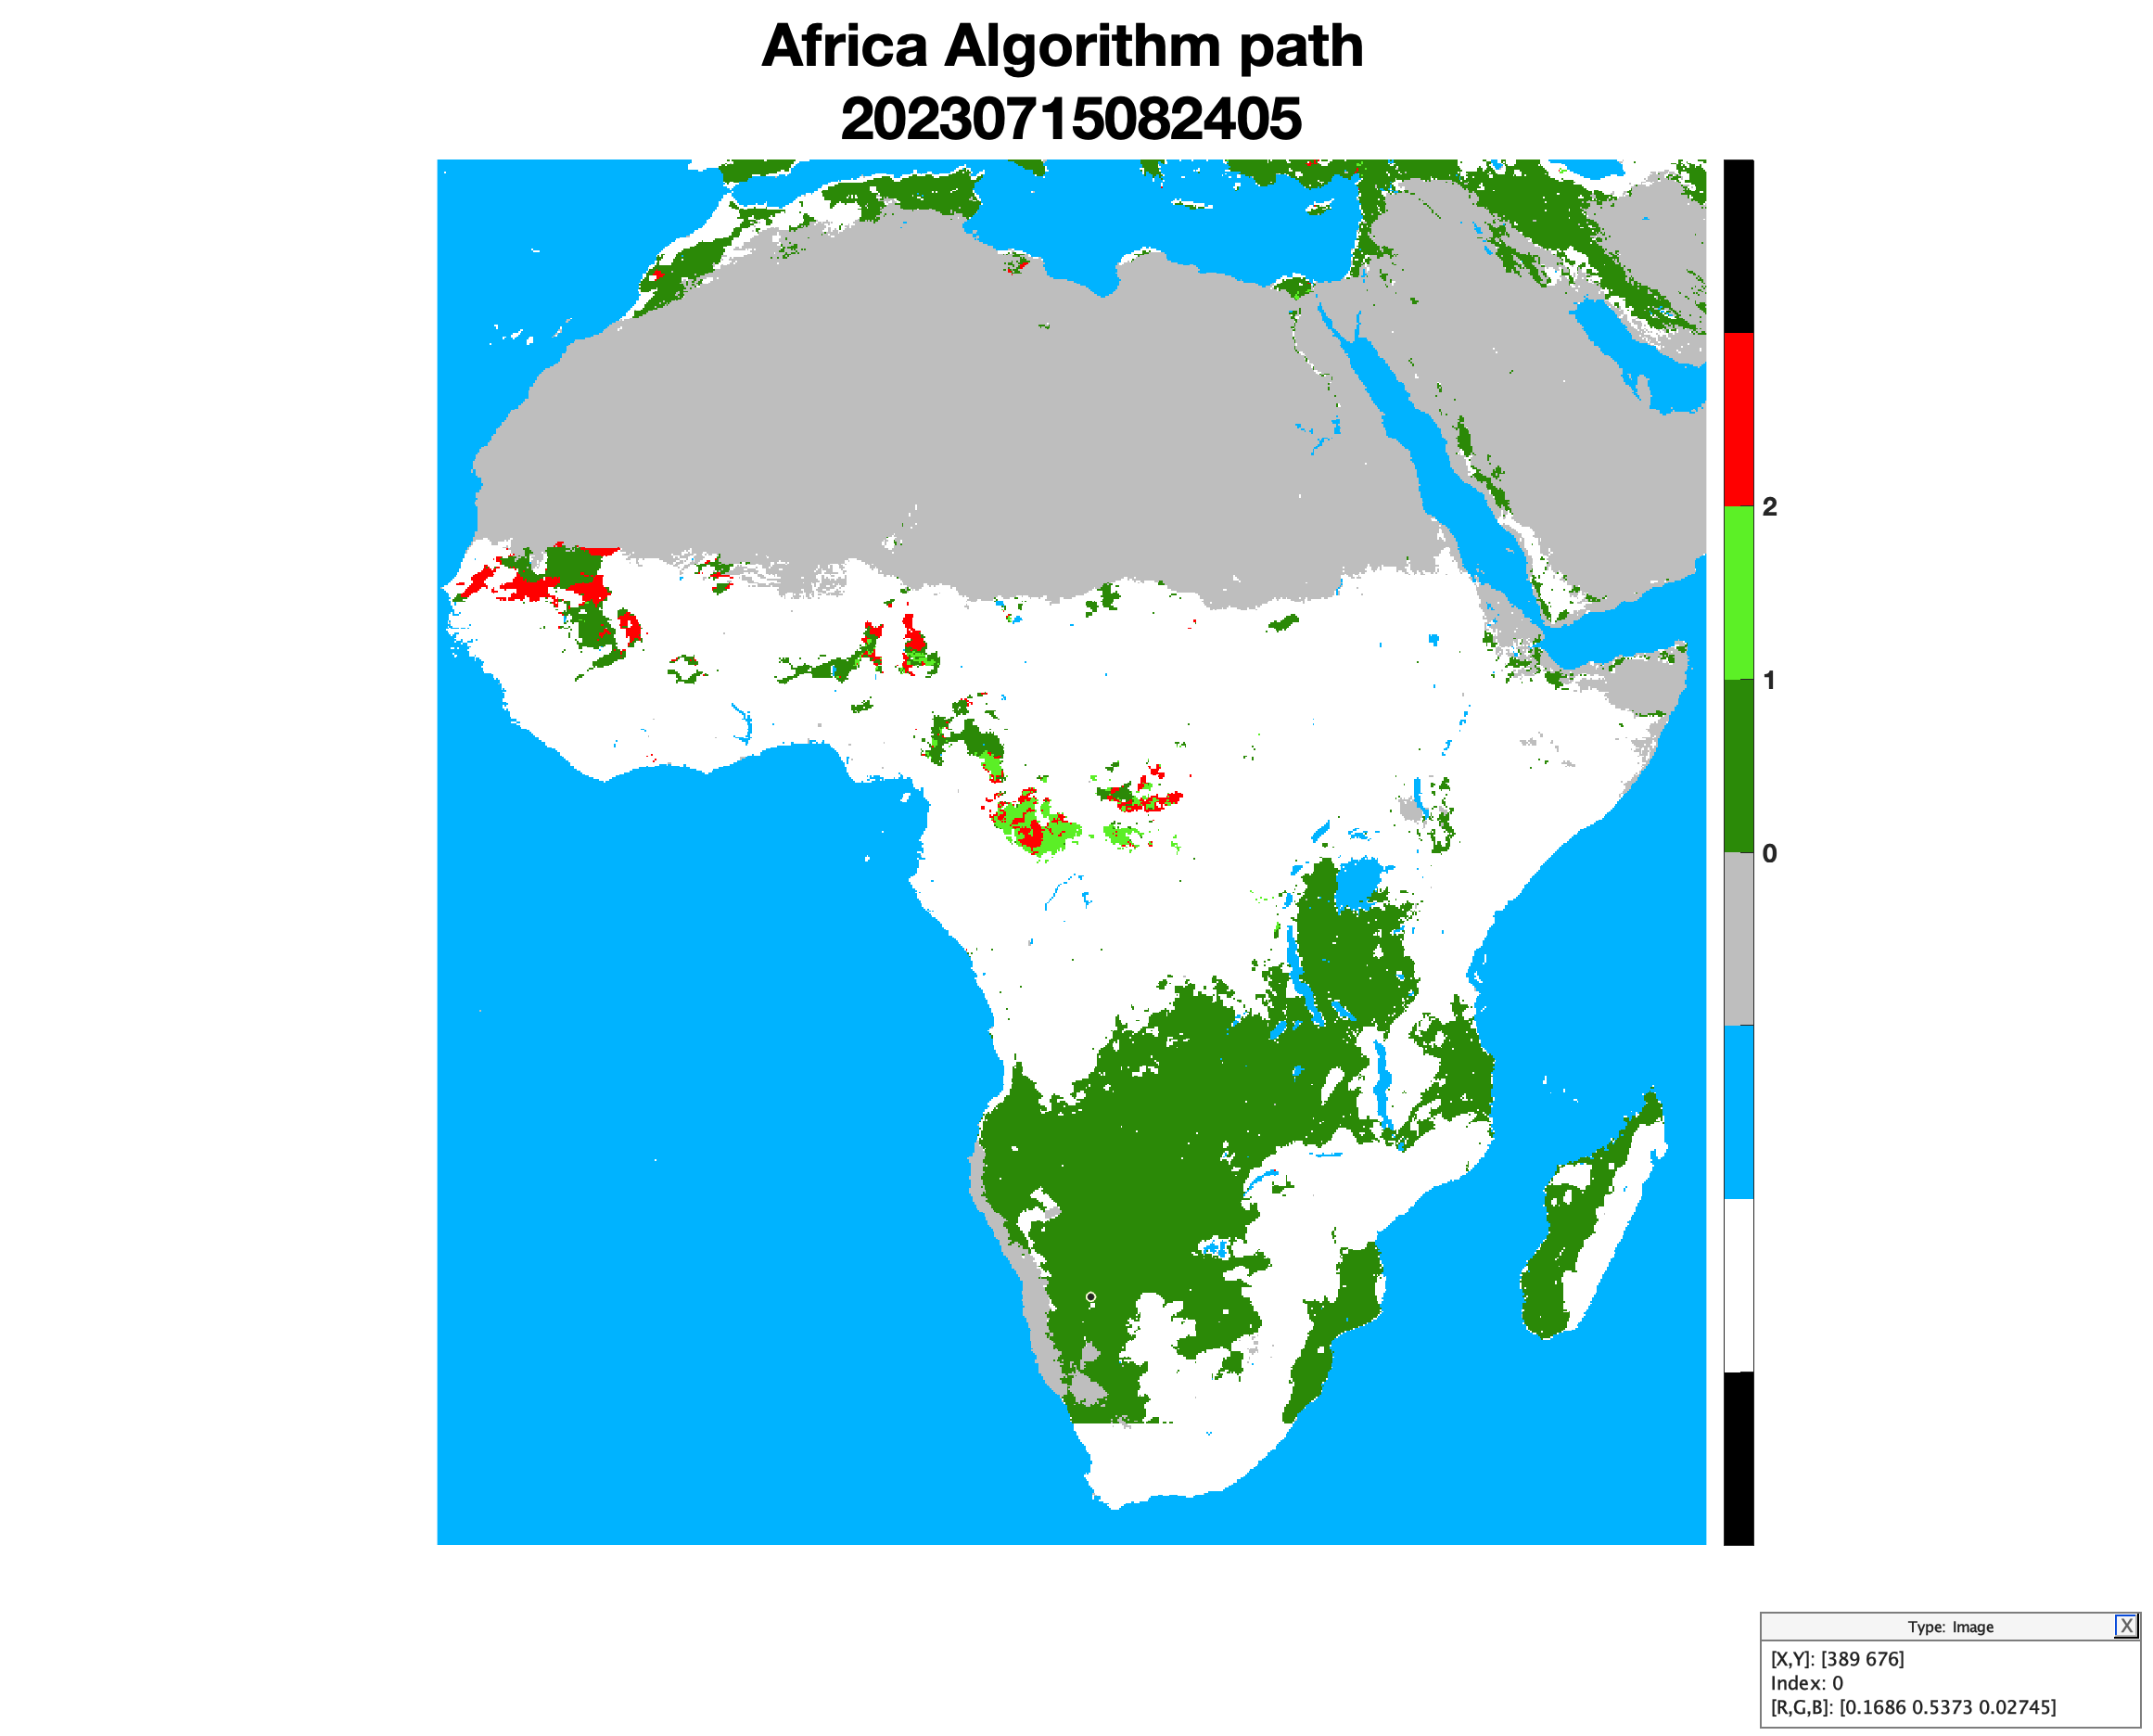 Africa Algorithm path
20230715082405
2
1
0
Type: Image
X
[X,Y]: [389 676]
Index: 0
[R,G,B]: [0.1686 0.5373 0.02745]